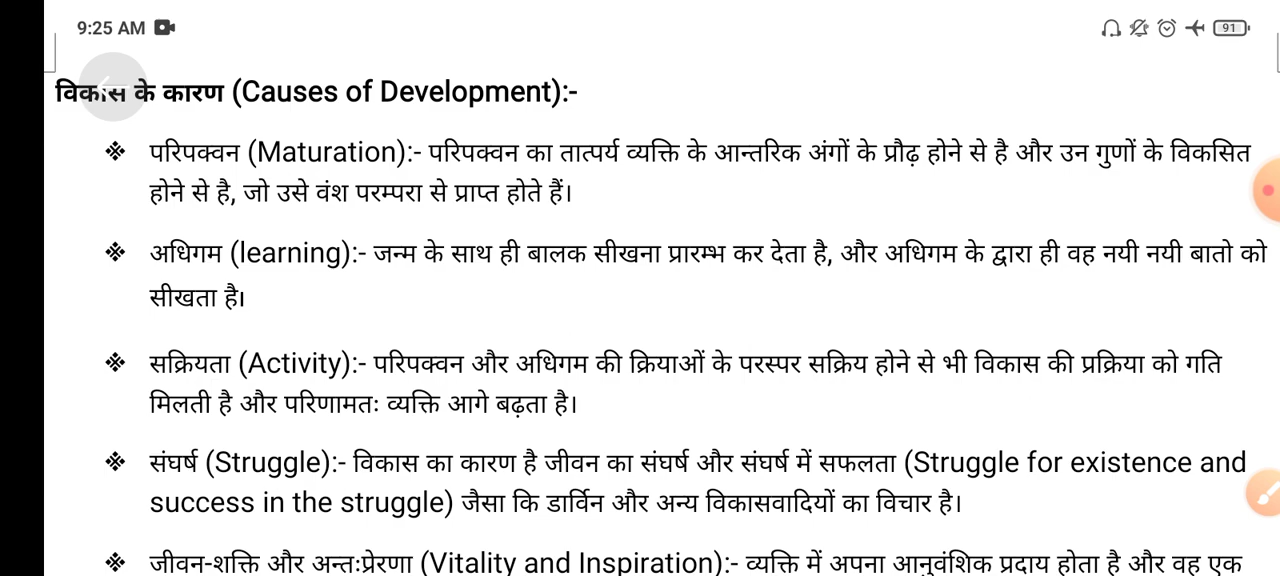 9:25 AM
91
विकास के कारण (Causes of Development):-
❖ परिपक्वन (Maturation):- परिपक्वन का तात्पर्य व्यक्ति के आन्तरिक अंगों के प्रौढ़ होने से है और उन गुणों के विकसित
होने से है, जो उसे वंश परम्परा से प्राप्त होते हैं।
❖ अधिगम (learning):- जन्म के साथ ही बालक सीखना प्रारम्भ कर देता है, और अधिगम के द्वारा ही वह नयी नयी बातो को
सीखता है।
❖ सक्रियता (Activity):- परिपक्वन और अधिगम की क्रियाओं के परस्पर सक्रिय होने से भी विकास की प्रक्रिया को गति
मिलती है और परिणामतः व्यक्ति आगे बढ़ता है।
❖ संघर्ष (Struggle):- विकास का कारण है जीवन का संघर्ष और संघर्ष में सफलता (Struggle for existence and
success in the struggle) जैसा कि डार्विन और अन्य विकासवादियों का विचार है।
❖ जीवन-शक्ति और अन्तःप्रेरणा (Vitality and Inspiration):- व्यक्ति में अपना आनुवंशिक प्रदाय होता है और वह एक